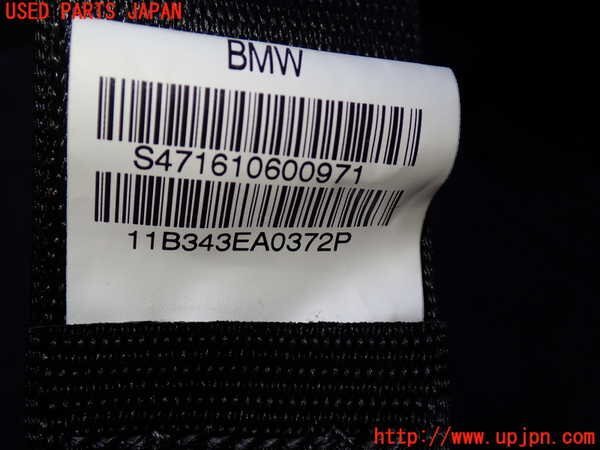 USED PARTS JAPAN
BMW
S471610600971
11B343EA0372P
http://www.upjpn.com/